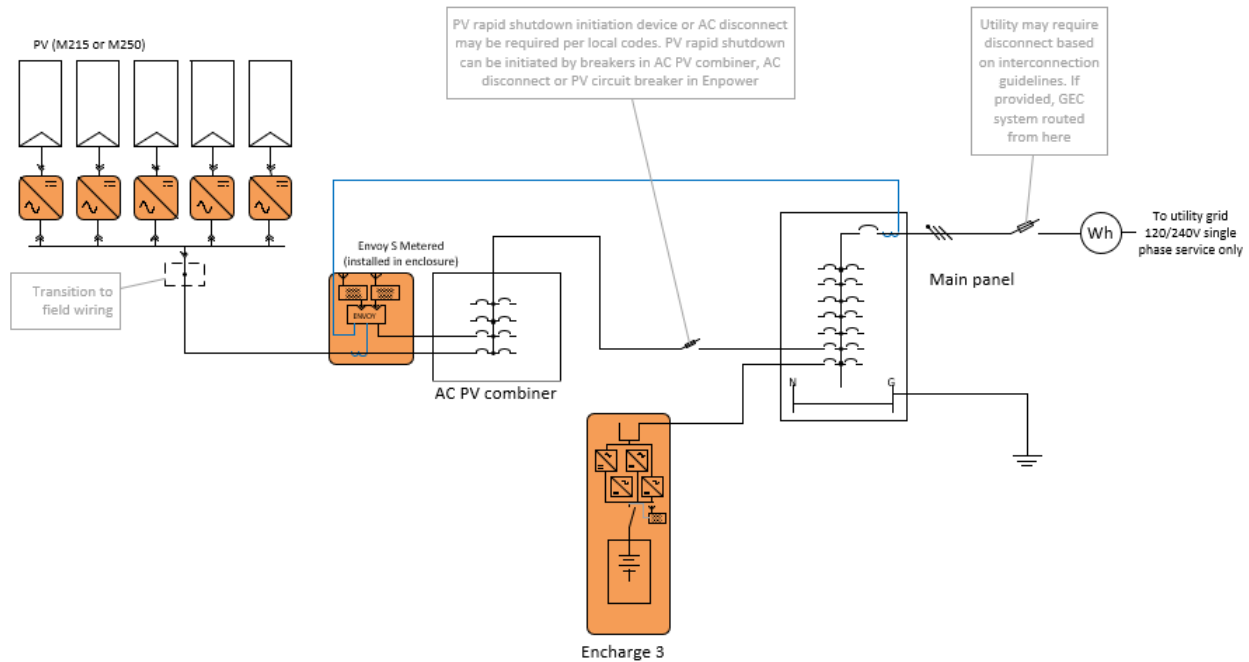 PV (M215 or M250)
PV rapid shutdown initiation device or AC disconnect
may be required per local codes. PV rapid shutdown
can be initiated by breakers in AC PV combiner, AC
disconnect or PV circuit breaker in Enpower
Utility may require
disconnect based
on interconnection
guidelines. If
provided, GEC
system routed
from here
Transition to
field wiring
Envoy S Metered
(installed in enclosure)
ENVOY
AC PV combiner
Main panel
N
G
Wh
To utility grid
120/240V single
phase service only
Encharge 3